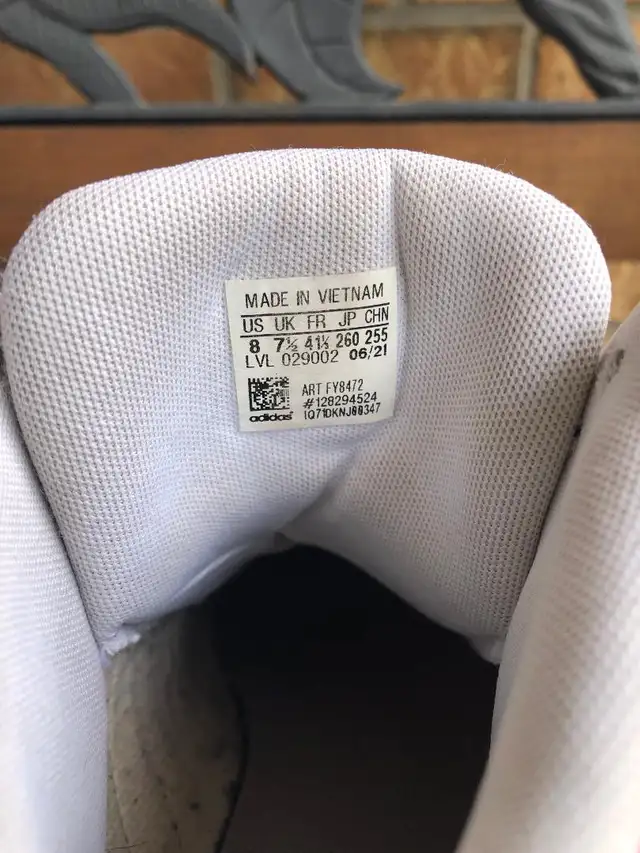 MADE IN VIETNAM
US UK FR JP CHN
8 7½ 41⅓ 260 255
LVL 029002 06/21
ART FY8472
#128294524
1Q71DKNJ88347
adidas